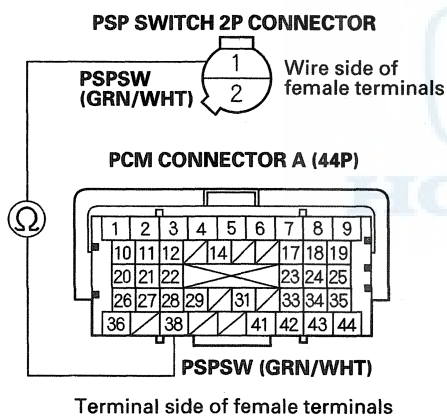 PSP SWITCH 2P CONNECTOR
1
2
PSPSW
(GRN/WHT)
Wire side of
female terminals
PCM CONNECTOR A (44P)
Ω
1 2 3 4 5 6 7 8 9
10 11 12 14 17 18 19
20 21 22 23 24 25
26 27 28 29 31 33 34 35
36 38 41 42 43 44
PSPSW (GRN/WHT)
Terminal side of female terminals